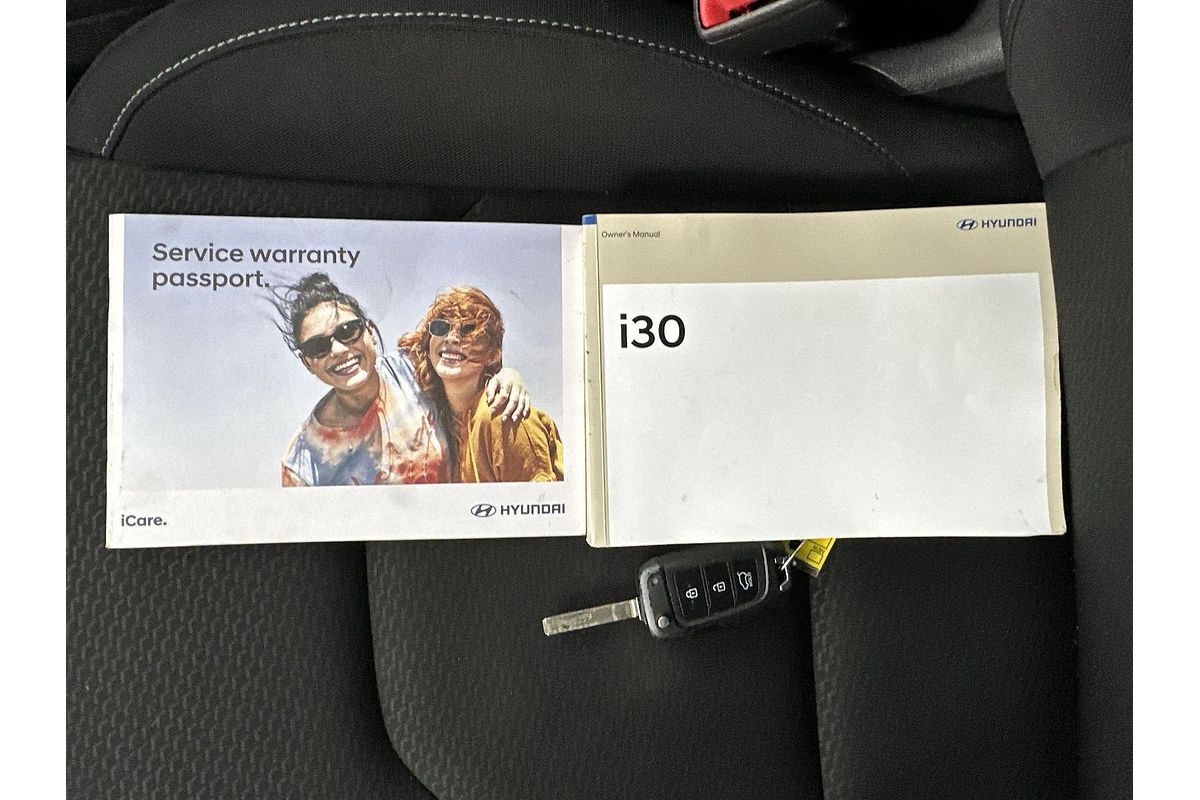 Service warranty
passport.
iCare.
HYUNDAI
Owner's Manual
HYUNDAI
i30